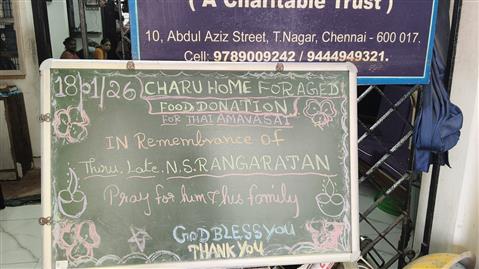 ( A Charitable Trust )
10, Abdul Aziz Street, T.Nagar, Chennai - 600 017.
Cell: 9789009242 / 9444949321.
18/01/26 CHARU HOME FOR AGED
FOOD DONATION
FOR THAI AMAVASAI
IN Remembrance of
Thiru. Late. N.S. RANGARAJAN
Pray for him & his family
GOD BLESS YOU
THANK YOU